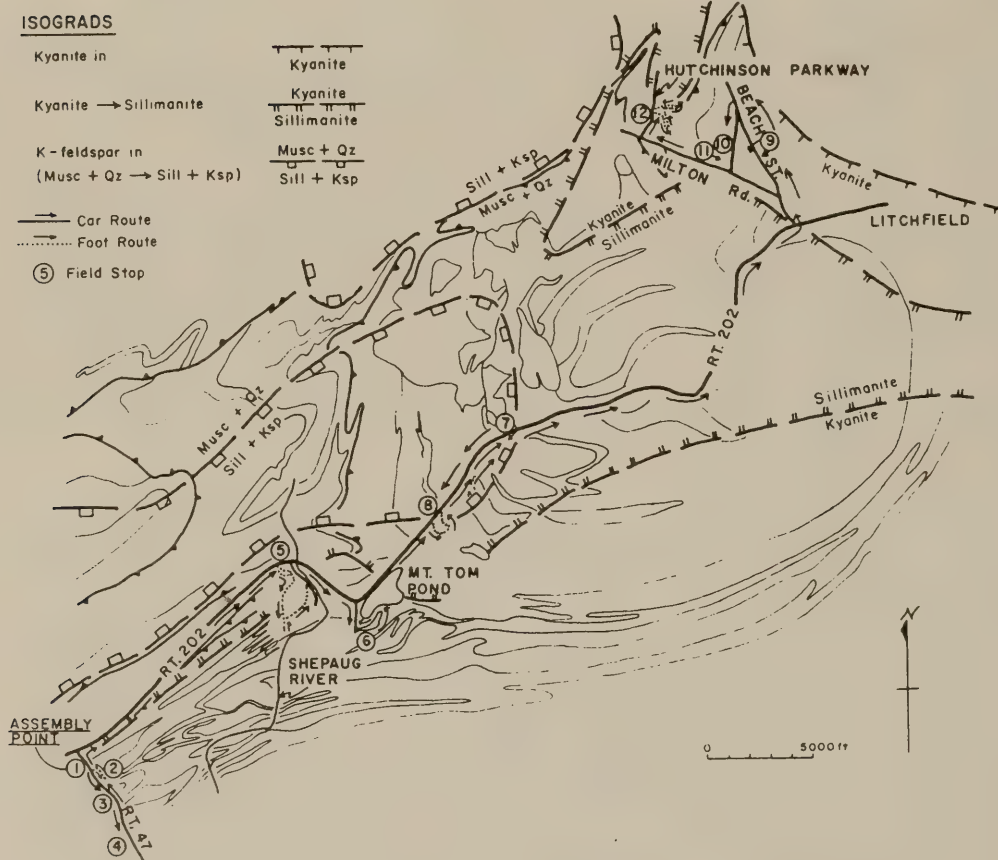 ISOGRADS
Kyanite in
Kyanite
Kyanite → Sillimanite
Kyanite
Sillimanite
K-feldspar in
(Musc + Qz → Sill + Ksp)
Musc + Qz
Sill + Ksp
Car Route
Foot Route
5 Field Stop
HUTCHINSON PARKWAY
BEACH ST.
12
11
10
9
MILTON Rd.
Kyanite
LITCHFIELD
Sill + Ksp
Musc + Qz
Kyanite
Sillimanite
RT. 202
Musc + Qz
Sill + Ksp
Sillimanite
Kyanite
7
8
5
MT. TOM
POND
6
RT. 202
SHEPAUG
RIVER
N
ASSEMBLY
POINT
1
2
3
4
RT. 47
0 5000 ft